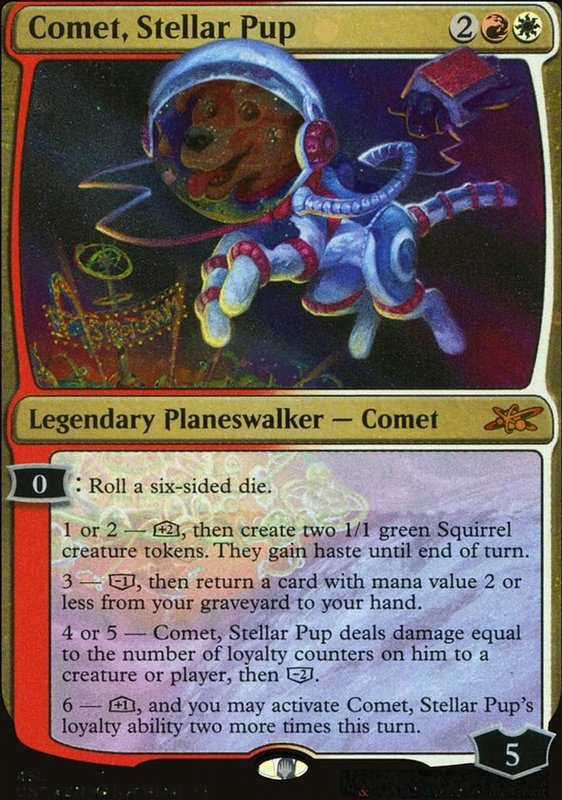 Comet, Stellar Pup 2
Legendary Planeswalker — Comet
0 : Roll a six-sided die.
1 or 2 — +2, then create two 1/1 green Squirrel
creature tokens. They gain haste until end of turn.
3 — -1, then return a card with mana value 2 or
less from your graveyard to your hand.
4 or 5 — Comet, Stellar Pup deals damage equal
to the number of loyalty counters on him to a
creature or player, then -2.
6 — +1, and you may activate Comet, Stellar Pup's
loyalty ability two more times this turn.
5